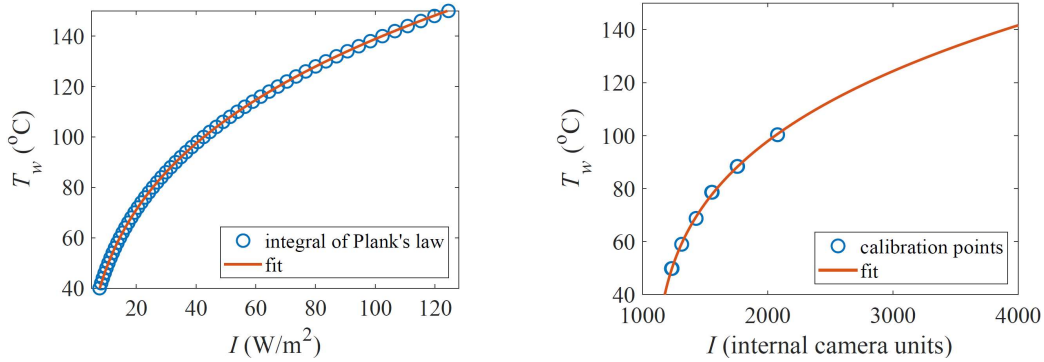 140
120
100
80
60
40
T_w (°C)
integral of Plank's law
fit
20 40 60 80 100 120
I (W/m²)
140
120
100
80
60
40
T_w (°C)
calibration points
fit
1000 2000 3000 4000
I (internal camera units)